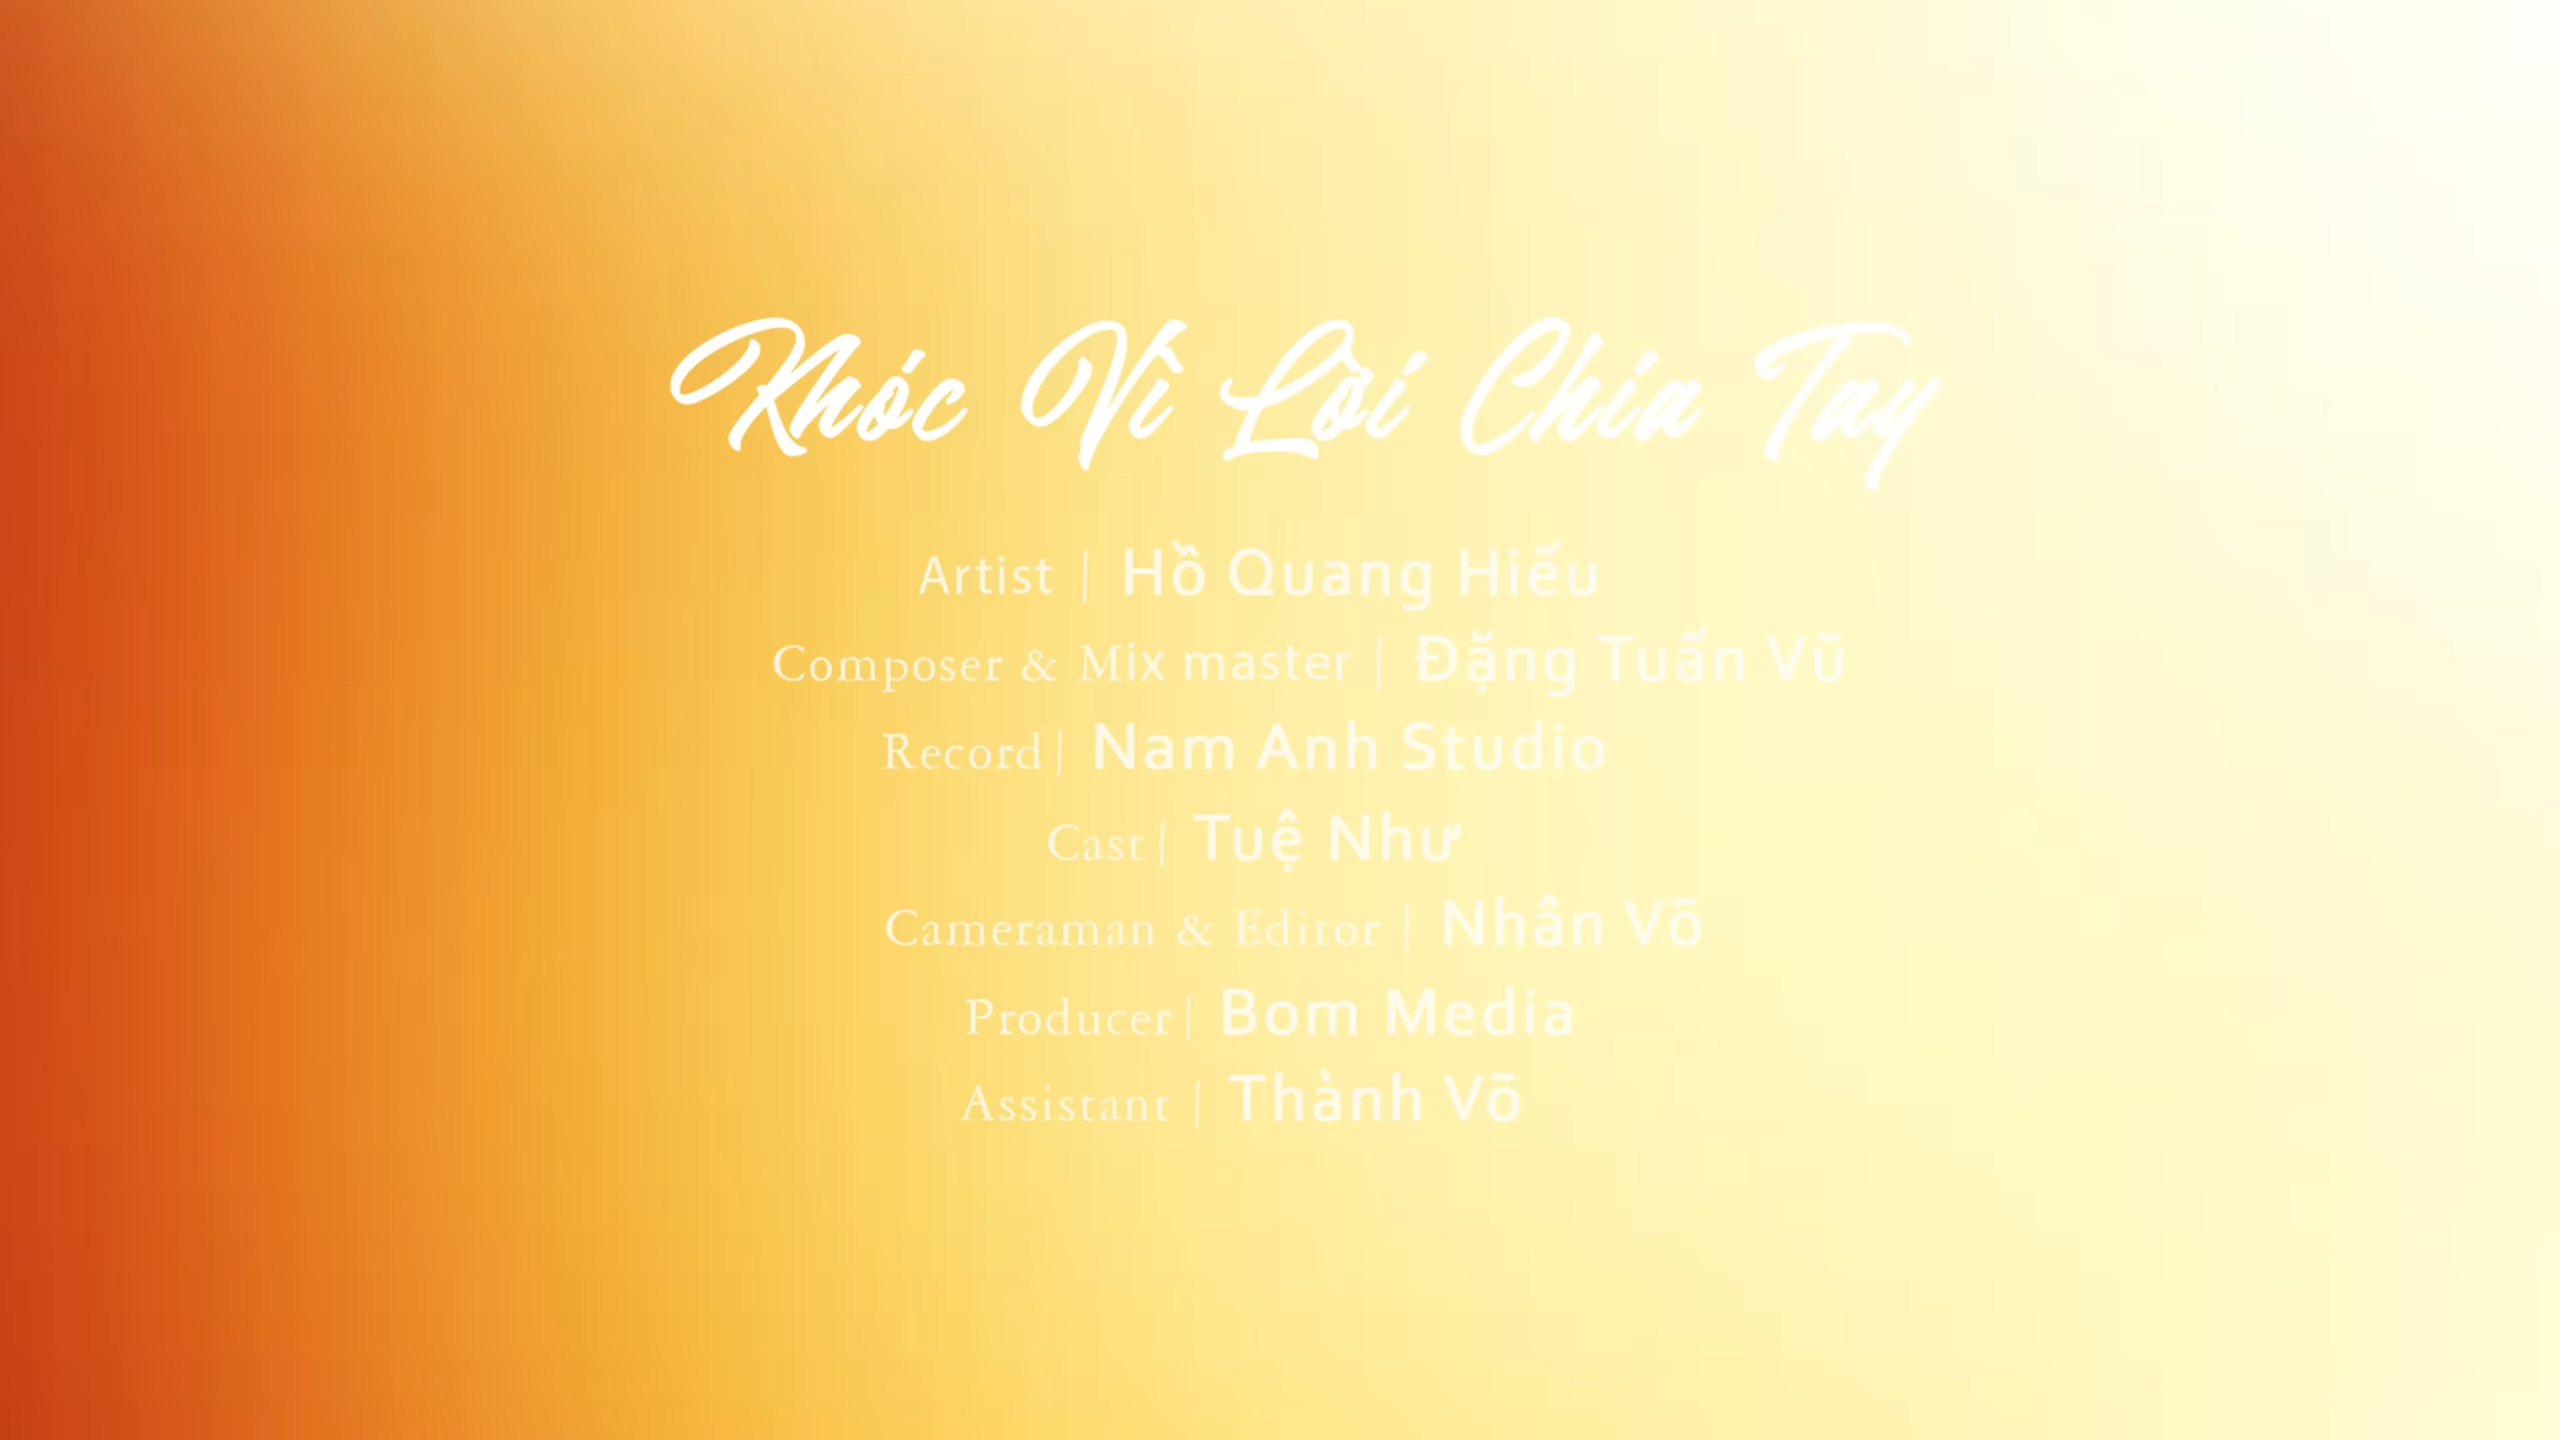 Khóc Vì Lời Chia Tay
Artist | Hồ Quang Hiếu
Composer & Mix master | Đặng Tuấn Vũ
Record | Nam Anh Studio
Cast | Tuệ Như
Cameraman & Editor | Nhân Võ
Producer | Bom Media
Assistant | Thành Võ